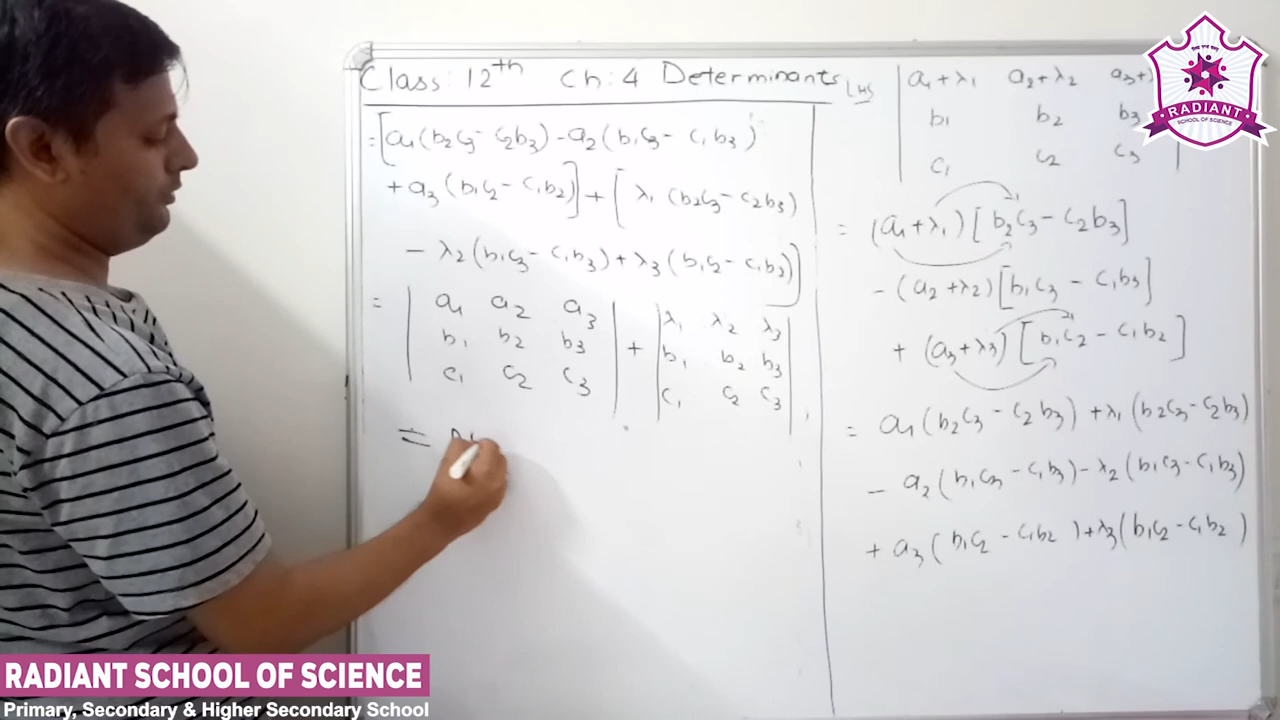 Class: 12th Ch: 4 Determinants
= [a₁(b₂c₃ - c₂b₃) - a₂(b₁c₃ - c₁b₃)
+ a₃(b₁c₂ - c₁b₂)] + [λ₁(b₂c₃ - c₂b₃)
- λ₂(b₁c₃ - c₁b₃) + λ₃(b₁c₂ - c₁b₂)]
= | a₁ a₂ a₃ | + | λ₁ λ₂ λ₃ |
| b₁ b₂ b₃ | | b₁ b₂ b₃ |
| c₁ c₂ c₃ | | c₁ c₂ c₃ |
=
LHS | a₁+λ₁ a₂+λ₂ a₃+
b₁ b₂ b₃
c₁ c₂ c₃ |
= (a₁+λ₁)[b₂c₃ - c₂b₃]
- (a₂+λ₂)[b₁c₃ - c₁b₃]
+ (a₃+λ₃)[b₁c₂ - c₁b₂]
= a₁(b₂c₃ - c₂b₃) + λ₁(b₂c₃ - c₂b₃)
- a₂(b₁c₃ - c₁b₃) - λ₂(b₁c₃ - c₁b₃)
+ a₃(b₁c₂ - c₁b₂) + λ₃(b₁c₂ - c₁b₂)
RADIANT
SCHOOL OF SCIENCE
RADIANT SCHOOL OF SCIENCE
Primary, Secondary & Higher Secondary School